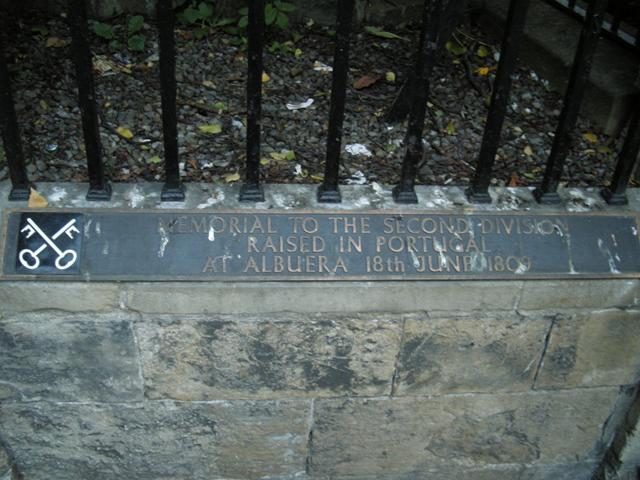 MEMORIAL TO THE SECOND DIVISION
RAISED IN PORTUGAL
AT ALBUERA 18th JUNE 1809